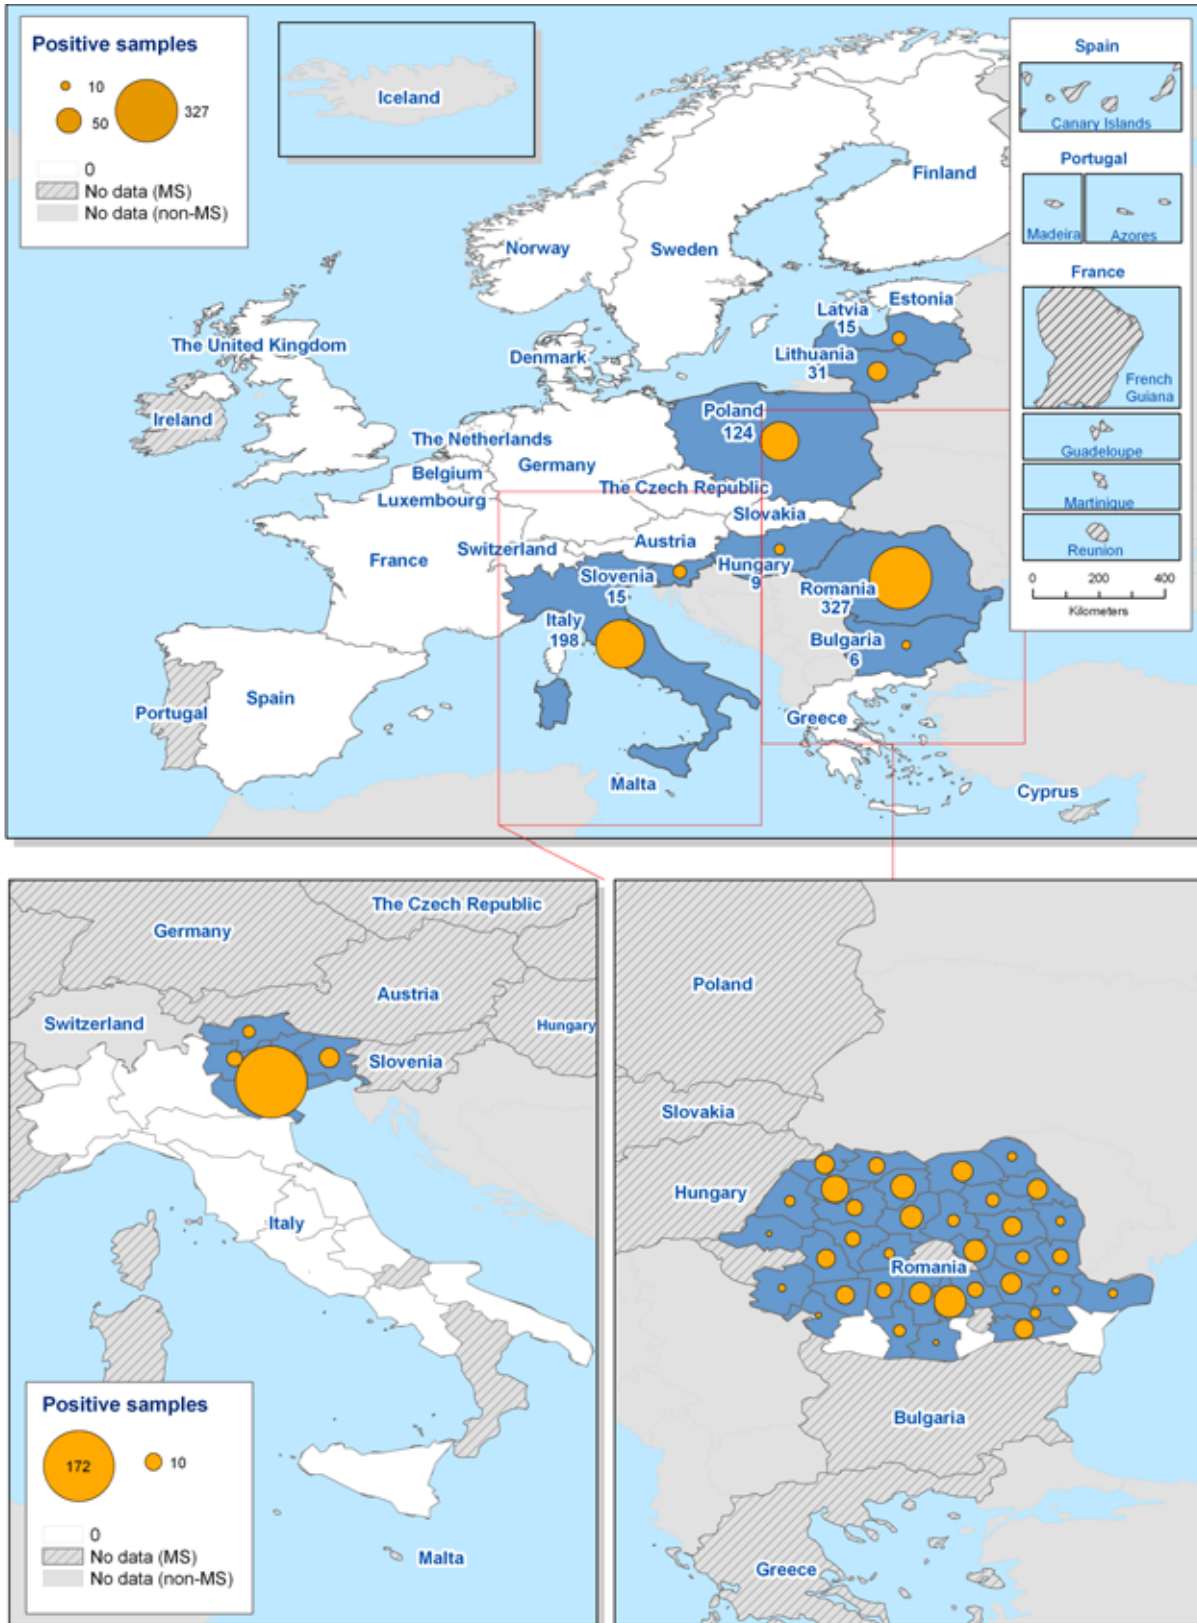 Positive samples
10
50
327
0
No data (MS)
No data (non-MS)
Iceland
Spain
Canary Islands
Portugal
Madeira
Azores
France
French
Guiana
Guadeloupe
Martinique
Reunion
0 200 400
Kilometers
Finland
Norway
Sweden
Estonia
Latvia
15
The United Kingdom
Denmark
Lithuania
31
Ireland
Poland
124
The Netherlands
Belgium
Germany
Luxembourg
The Czech Republic
Slovakia
Austria
Switzerland
France
Hungary
9
Slovenia
15
Romania
327
Italy
198
Bulgaria
6
Spain
Portugal
Greece
Malta
Cyprus
The Czech Republic
Germany
Austria
Switzerland
Hungary
Slovenia
Italy
Positive samples
172
10
0
No data (MS)
No data (non-MS)
Malta
Poland
Slovakia
Hungary
Romania
Bulgaria
Greece